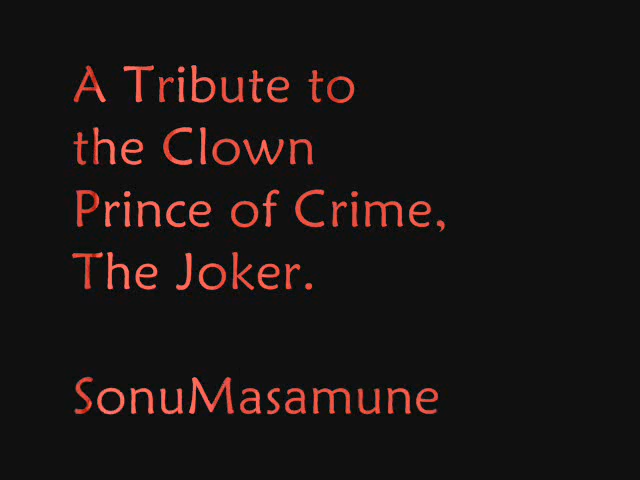 A Tribute to
the Clown
Prince of Crime,
The Joker.
SonuMasamune